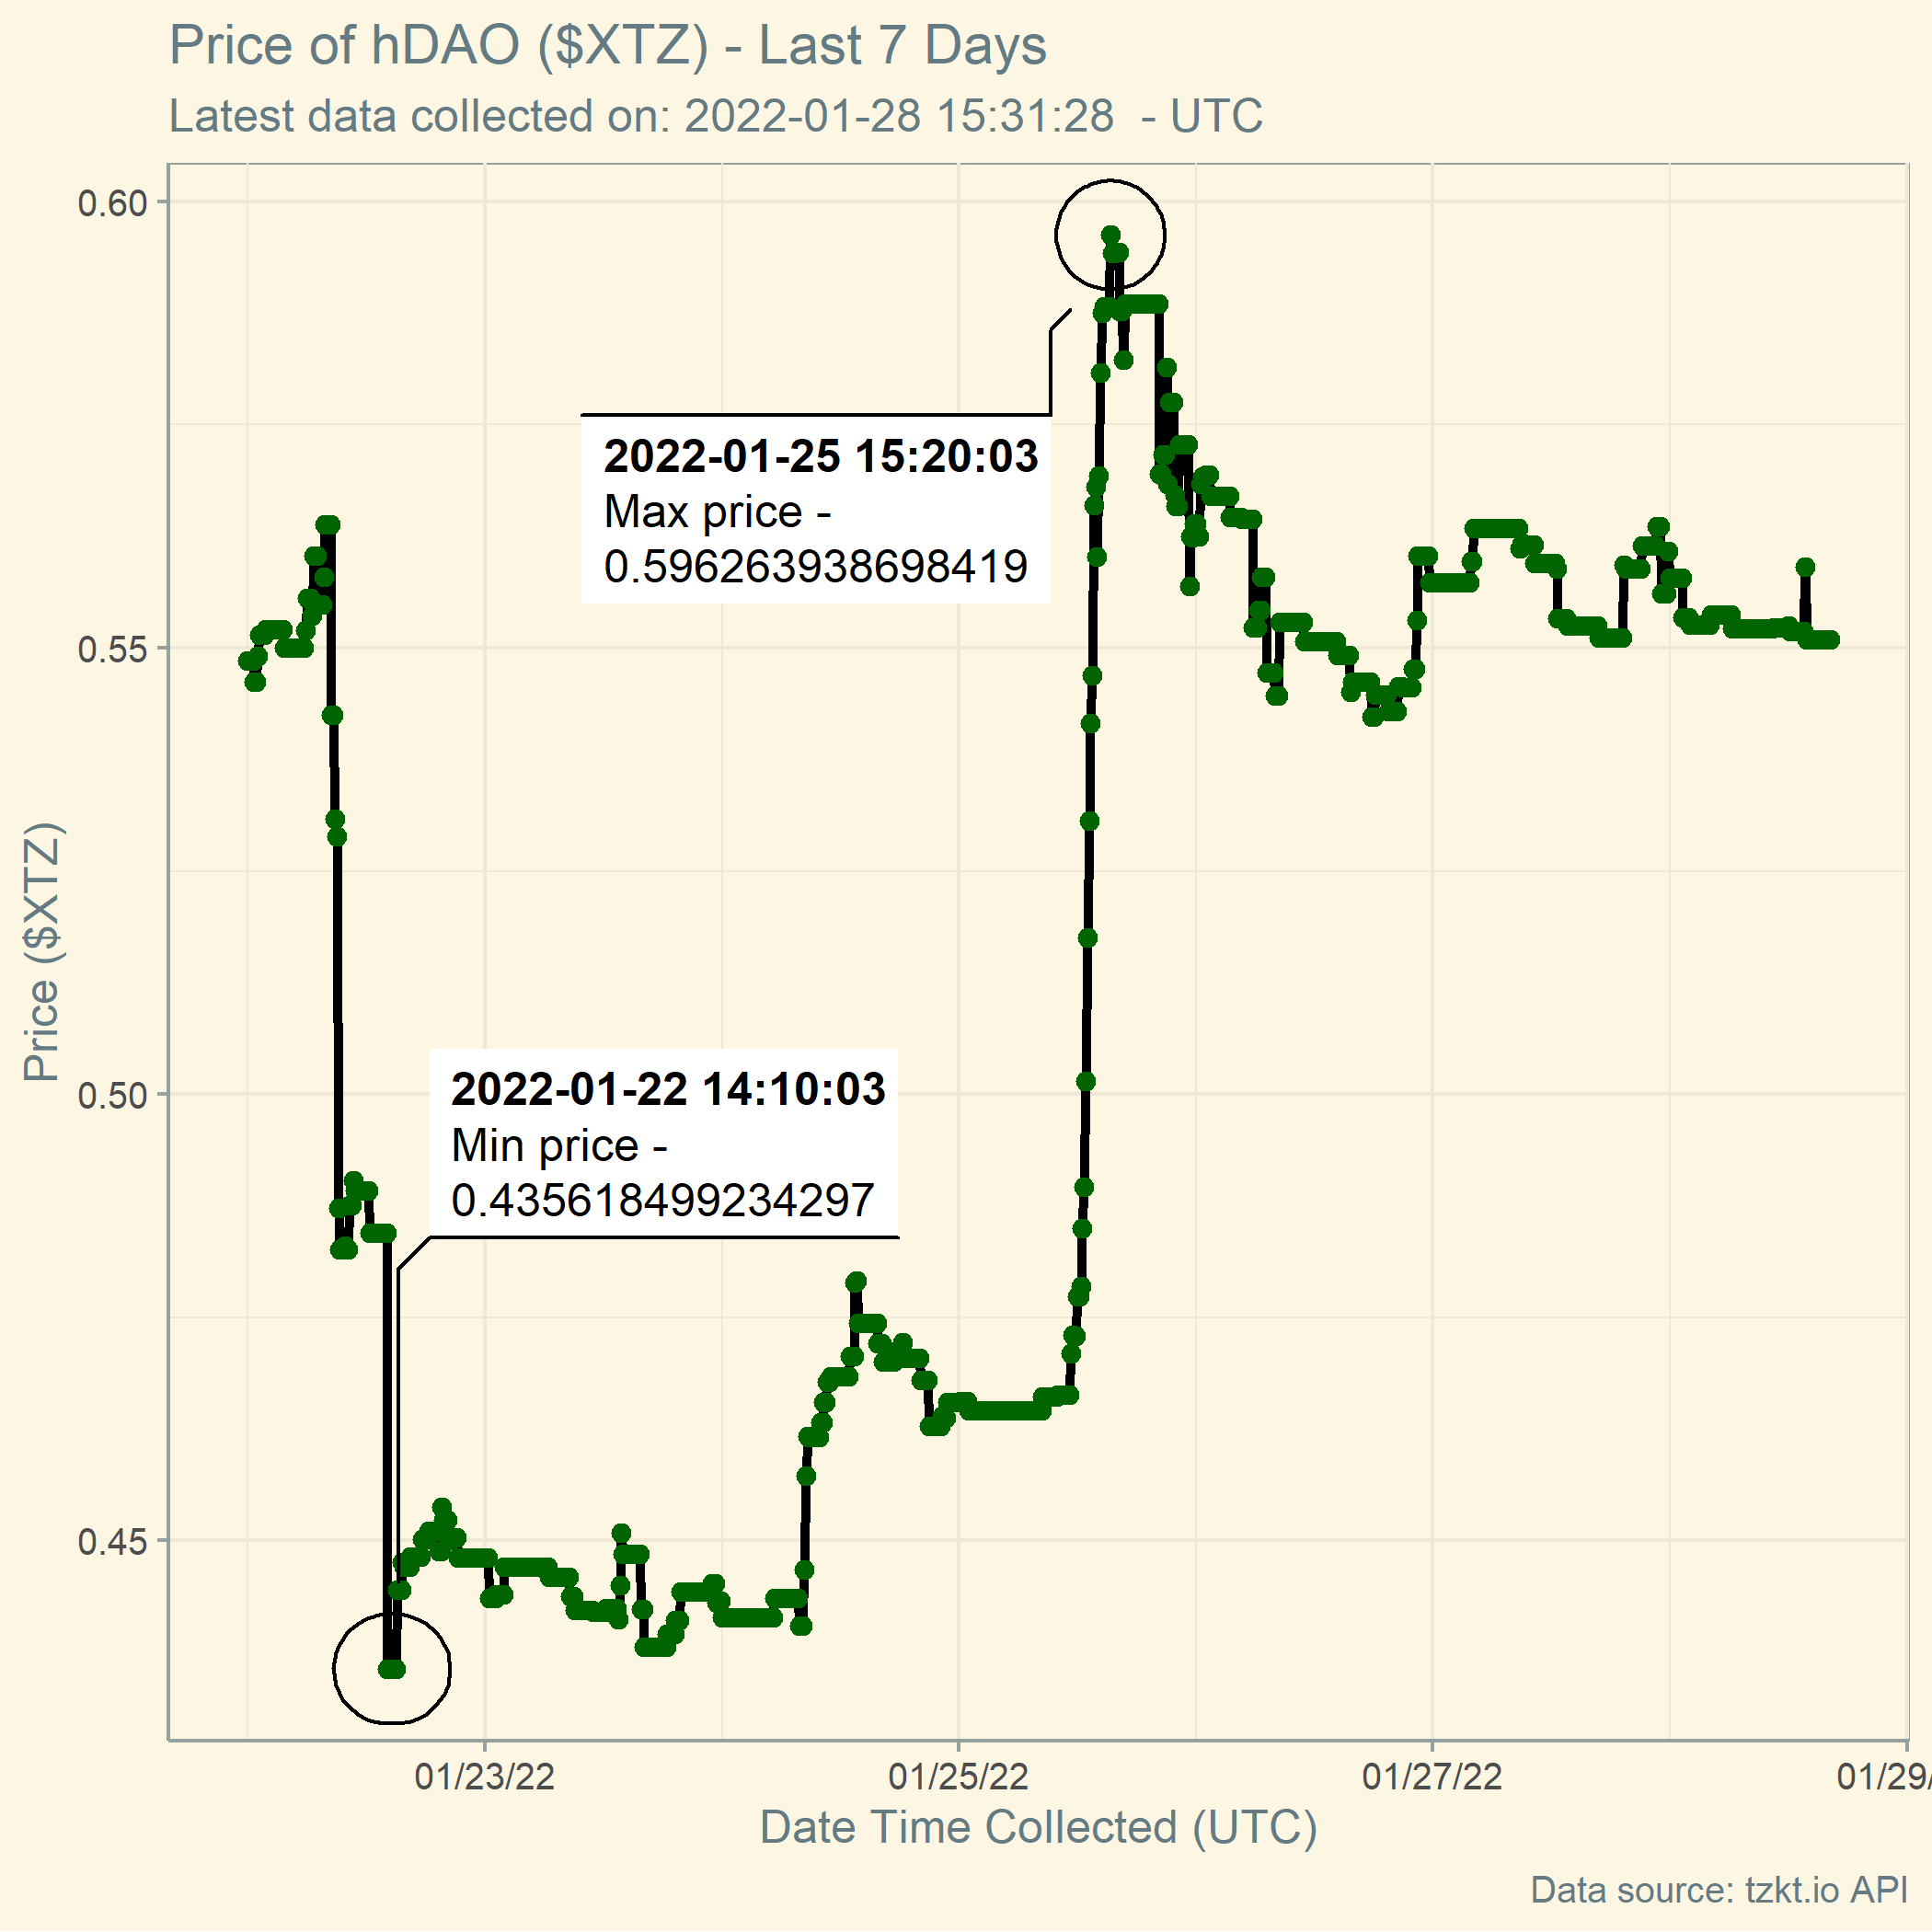 Price of hDAO ($XTZ) - Last 7 Days
Latest data collected on: 2022-01-28 15:31:28  - UTC
0.60
0.55
0.50
0.45
Price ($XTZ)
2022-01-25 15:20:03
Max price -
0.596263938698419
2022-01-22 14:10:03
Min price -
0.435618499234297
01/23/22
01/25/22
01/27/22
01/29/
Date Time Collected (UTC)
Data source: tzkt.io API